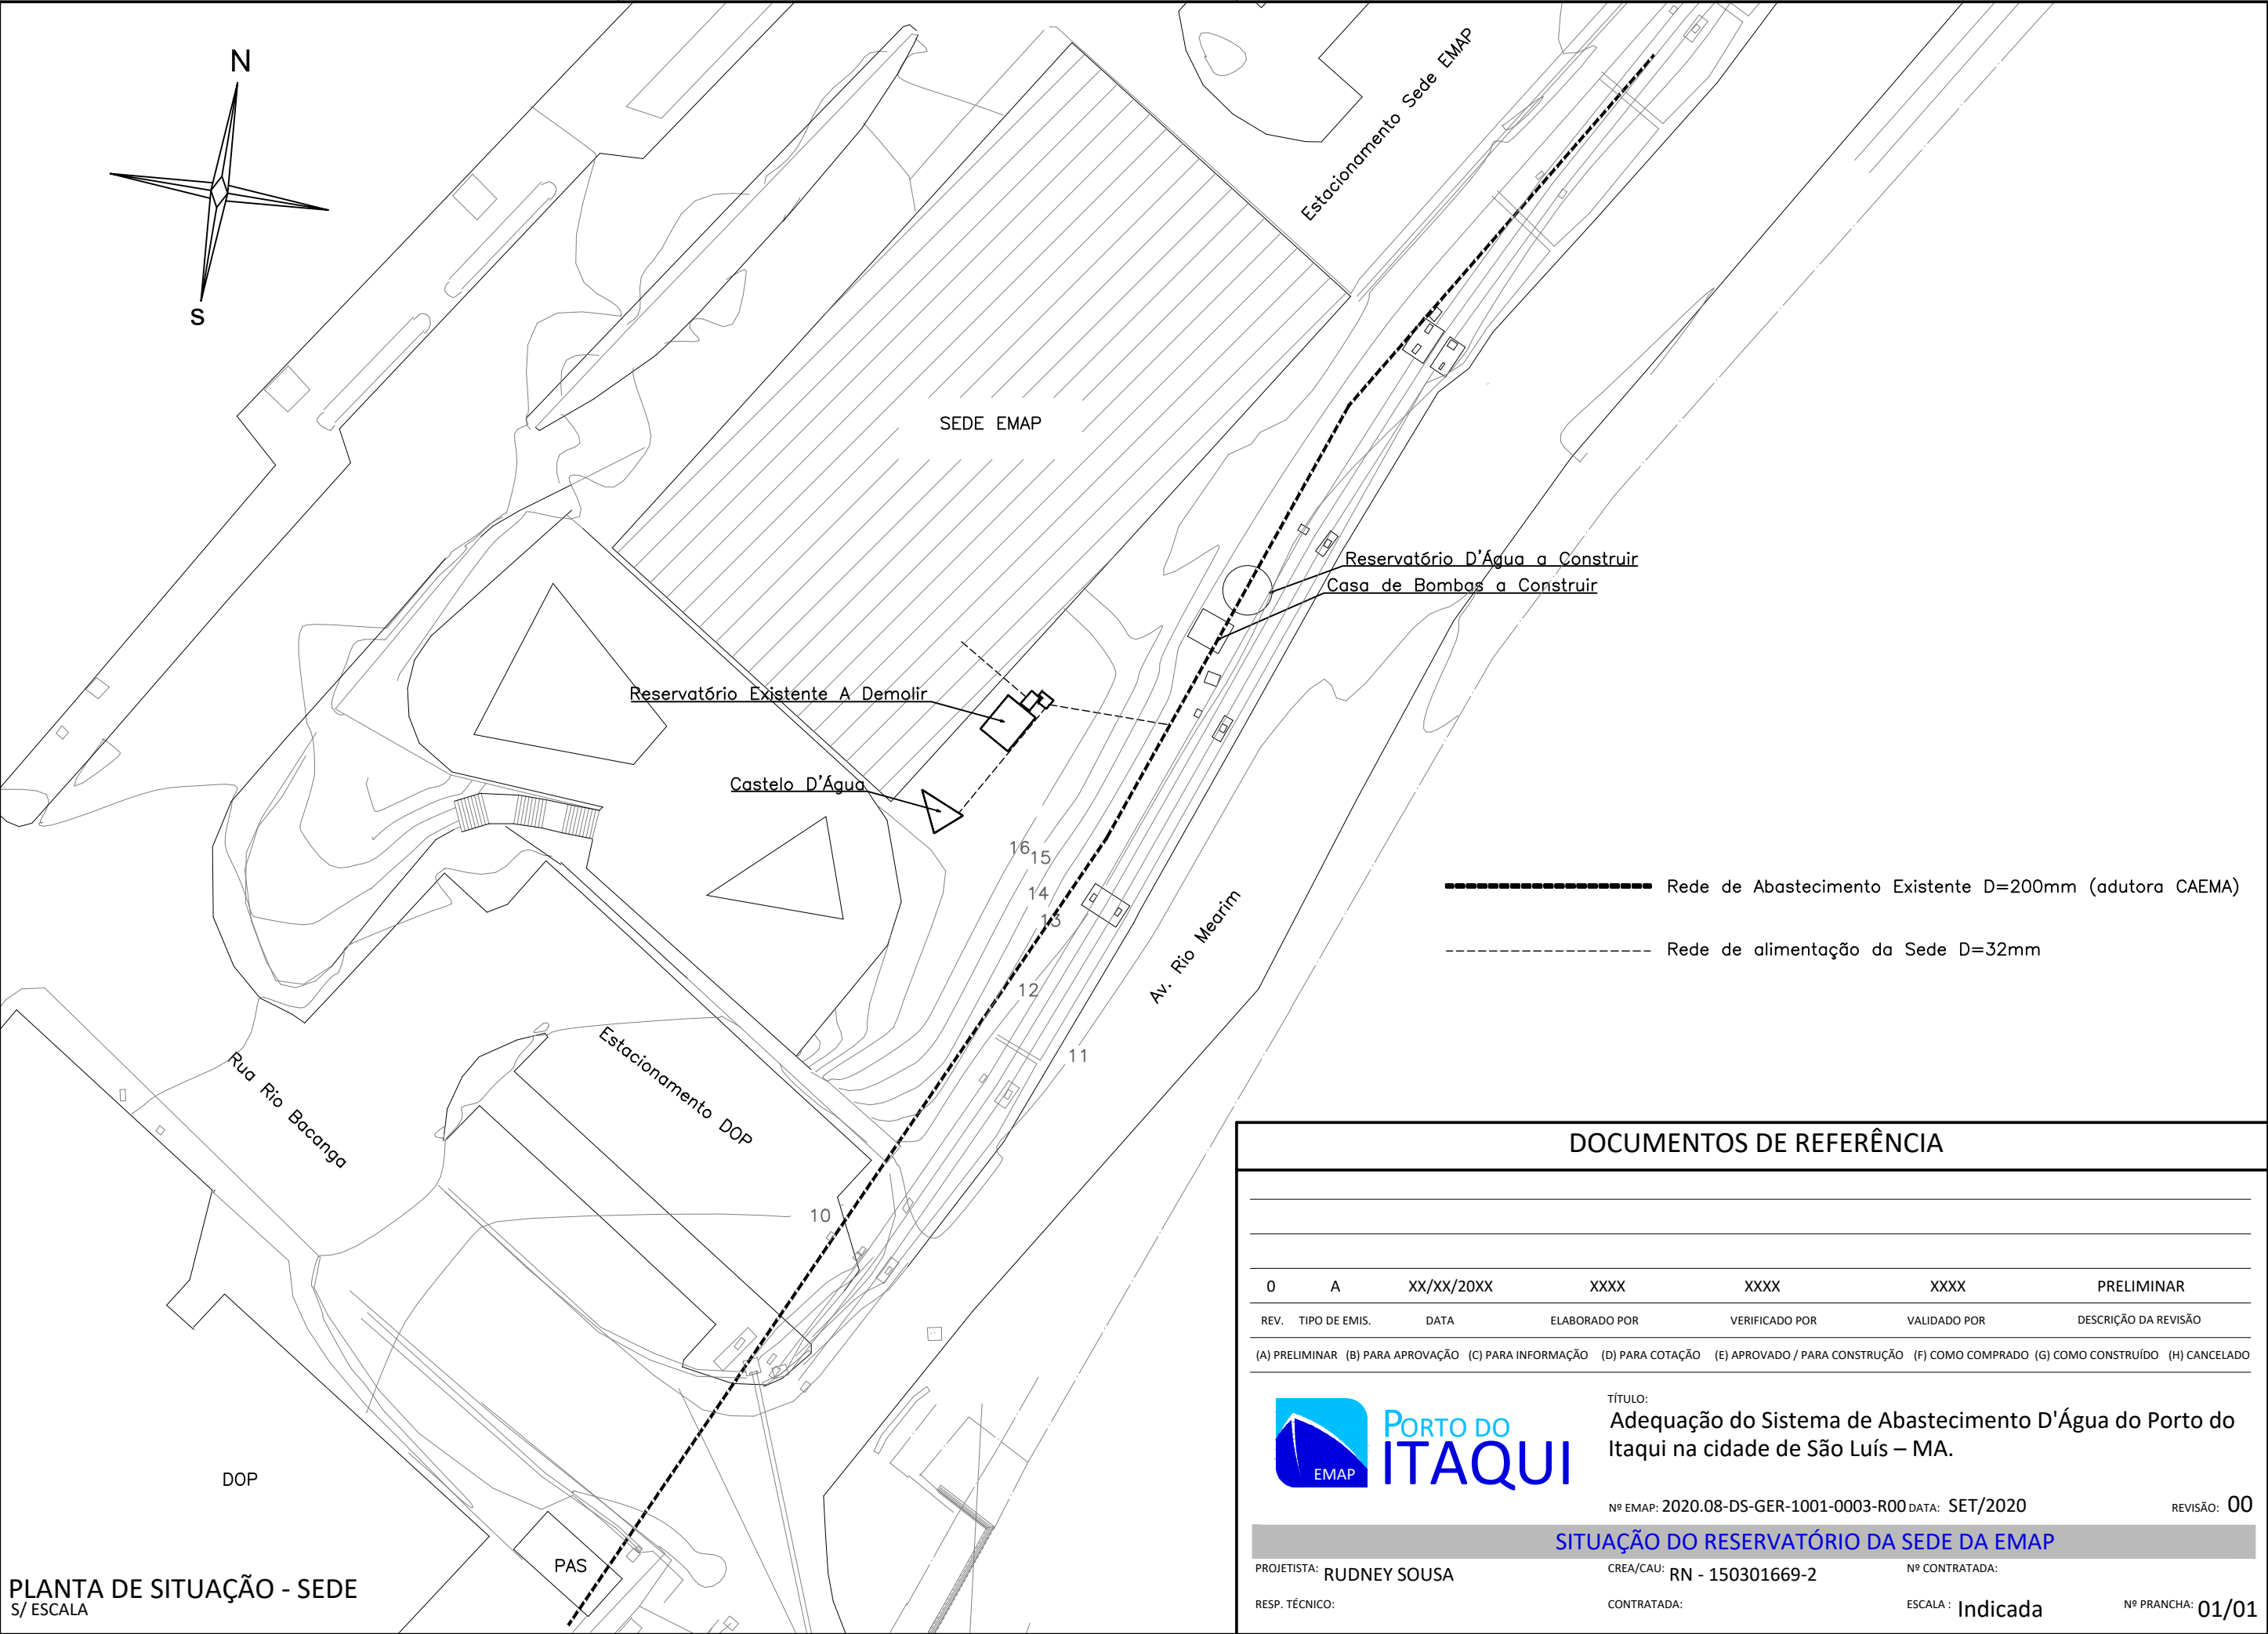 N
S
Estacionamento Sede EMAP
SEDE EMAP
Reservatório D'Água a Construir
Casa de Bombas a Construir
Reservatório Existente A Demolir
Castelo D'Água
16
15
14
13
12
11
10
Av. Rio Mearim
Rede de Abastecimento Existente D=200mm (adutora CAEMA)
Rede de alimentação da Sede D=32mm
Rua Rio Bacanga
Estacionamento DOP
DOP
PAS
PLANTA DE SITUAÇÃO - SEDE
S/ ESCALA
DOCUMENTOS DE REFERÊNCIA
0 A XX/XX/20XX XXXX XXXX XXXX PRELIMINAR
REV. TIPO DE EMIS. DATA ELABORADO POR VERIFICADO POR VALIDADO POR DESCRIÇÃO DA REVISÃO
(A) PRELIMINAR (B) PARA APROVAÇÃO (C) PARA INFORMAÇÃO (D) PARA COTAÇÃO (E) APROVADO / PARA CONSTRUÇÃO (F) COMO COMPRADO (G) COMO CONSTRUÍDO (H) CANCELADO
EMAP
PORTO DO
ITAQUI
TÍTULO:
Adequação do Sistema de Abastecimento D'Água do Porto do
Itaqui na cidade de São Luís – MA.
Nº EMAP: 2020.08-DS-GER-1001-0003-R00 DATA: SET/2020 REVISÃO: 00
SITUAÇÃO DO RESERVATÓRIO DA SEDE DA EMAP
PROJETISTA: RUDNEY SOUSA CREA/CAU: RN - 150301669-2 Nº CONTRATADA:
RESP. TÉCNICO: CONTRATADA: ESCALA : Indicada Nº PRANCHA: 01/01